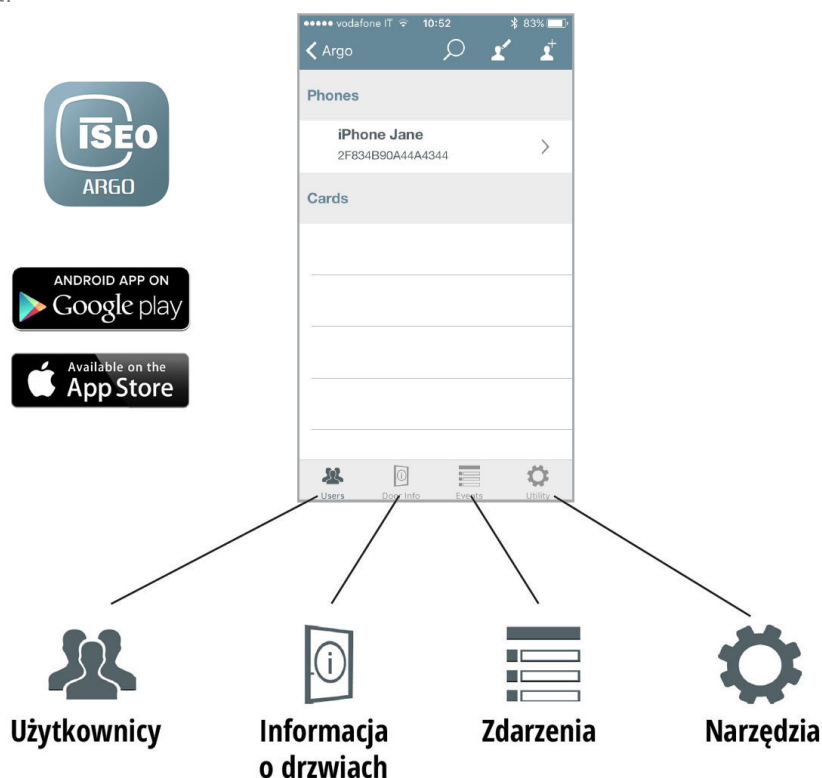 vodafone IT 10:52 83%
Argo
Phones
iPhone Jane
2F834B90A44A4344
Cards
ISEO
ARGO
ANDROID APP ON
Google play
Available on the
App Store
Users Door Info Events Utility
Użytkownicy
Informacja
o drzwiach
Zdarzenia
Narzędzia